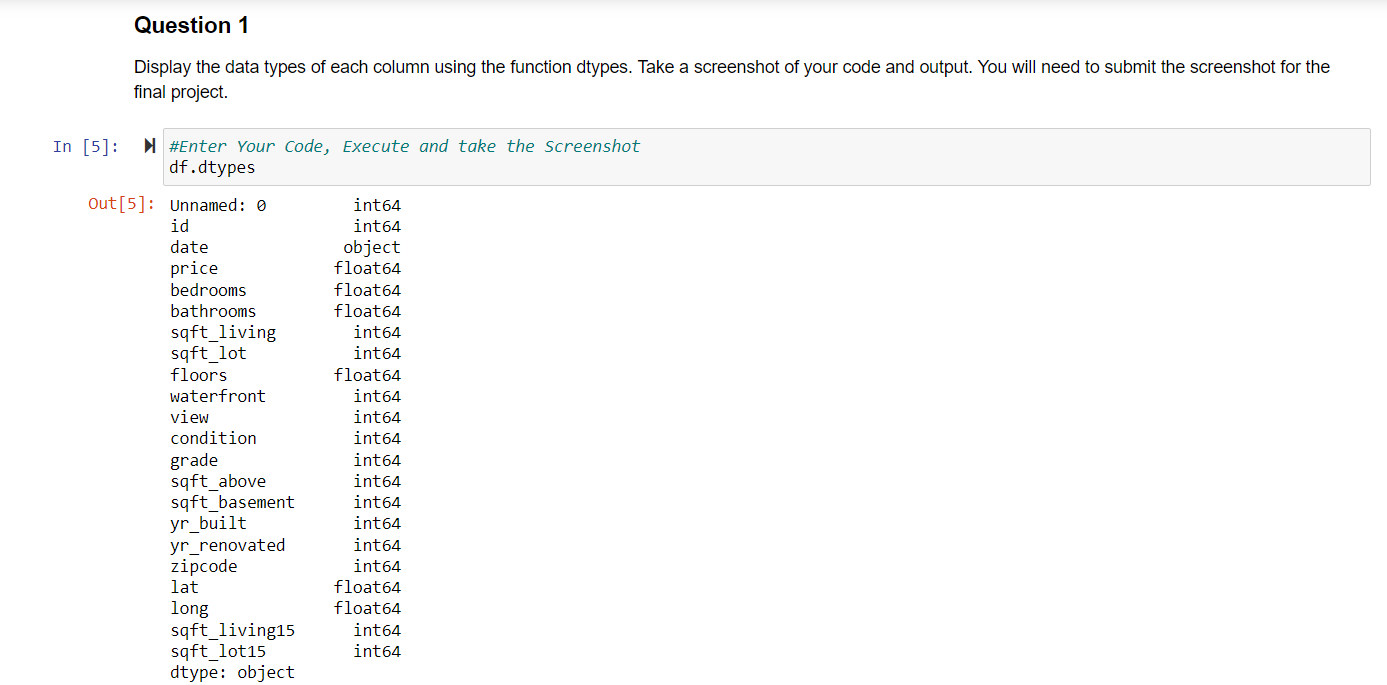 Question 1
Display the data types of each column using the function dtypes. Take a screenshot of your code and output. You will need to submit the screenshot for the
final project.
In [5]: #Enter Your Code, Execute and take the Screenshot
df.dtypes
Out[5]: Unnamed: 0 int64
id int64
date object
price float64
bedrooms float64
bathrooms float64
sqft_living int64
sqft_lot int64
floors float64
waterfront int64
view int64
condition int64
grade int64
sqft_above int64
sqft_basement int64
yr_built int64
yr_renovated int64
zipcode int64
lat float64
long float64
sqft_living15 int64
sqft_lot15 int64
dtype: object